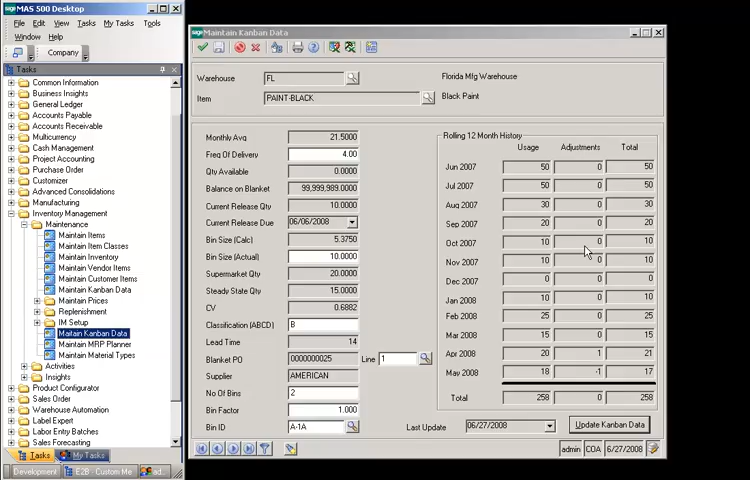 MAS 500 Desktop
File Edit View Tasks My Tasks Tools
Window Help
Company
Tasks
Common Information
Business Insights
General Ledger
Accounts Payable
Accounts Receivable
Multicurrency
Cash Management
Project Accounting
Purchase Order
Customizer
Advanced Consolidations
Manufacturing
Inventory Management
Maintenance
Maintain Items
Maintain Item Classes
Maintain Inventory
Maintain Vendor Items
Maintain Customer Items
Maintain Kanban Data
Maintain Prices
Replenishment
IM Setup
Maitain Kanban Data
Maintain MRP Planner
Maintain Material Types
Activities
Insights
Product Configurator
Sales Order
Warehouse Automation
Label Expert
Labor Entry Batches
Sales Forecasting
Tasks My Tasks
Development E2B - Custom Me ad..
sage Maintain Kanban Data
Warehouse FL Florida Mfg Warehouse
Item PAINT-BLACK Black Paint
Monthly Avg 21.5000
Freq Of Delivery 4.00
Qty Available 0.0000
Balance on Blanket 99,999,989.0000
Current Release Qty 10.0000
Current Release Due 06/06/2008
Bin Size (Calc) 5.3750
Bin Size (Actual) 10.0000
Supermarket Qty 20.0000
Steady State Qty 15.0000
CV 0.6882
Classification (ABCD) B
Lead Time 14
Blanket PO 0000000025 Line 1
Supplier AMERICAN
No Of Bins 2
Bin Factor 1.000
Bin ID A-1A
Rolling 12 Month History
Usage Adjustments Total
Jun 2007 50 0 50
Jul 2007 50 0 50
Aug 2007 30 0 30
Sep 2007 20 0 20
Oct 2007 10 0 10
Nov 2007 10 0 10
Dec 2007 0 0 0
Jan 2008 10 0 10
Feb 2008 25 0 25
Mar 2008 15 0 15
Apr 2008 20 1 21
May 2008 18 -1 17
Total 258 0 258
Last Update 06/27/2008 Update Kanban Data
admin COA 6/27/2008